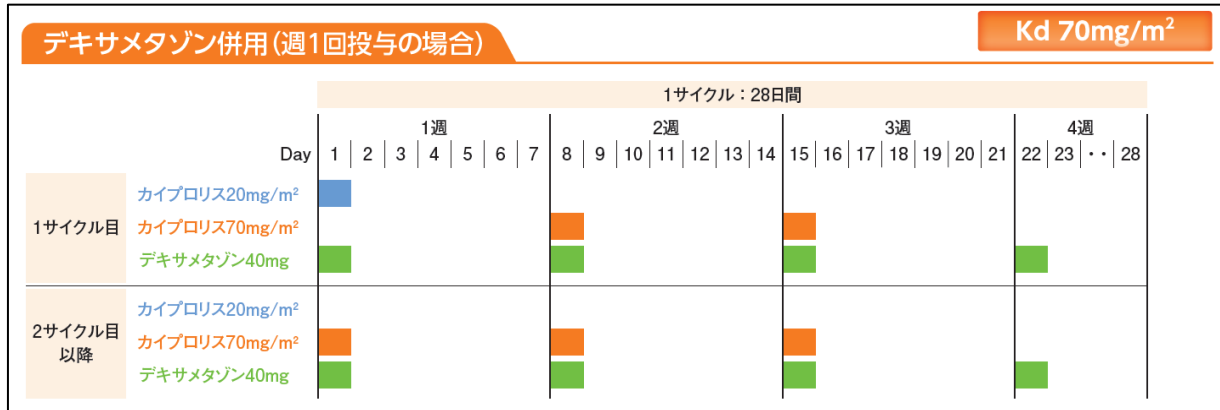 デキサメタゾン併用（週1回投与の場合）
Kd 70mg/m²
1サイクル：28日間
1週 2週 3週 4週
Day 1 2 3 4 5 6 7 8 9 10 11 12 13 14 15 16 17 18 19 20 21 22 23 ・・ 28
1サイクル目
カイプロリス20mg/m²
カイプロリス70mg/m²
デキサメタゾン40mg
2サイクル目
以降
カイプロリス20mg/m²
カイプロリス70mg/m²
デキサメタゾン40mg